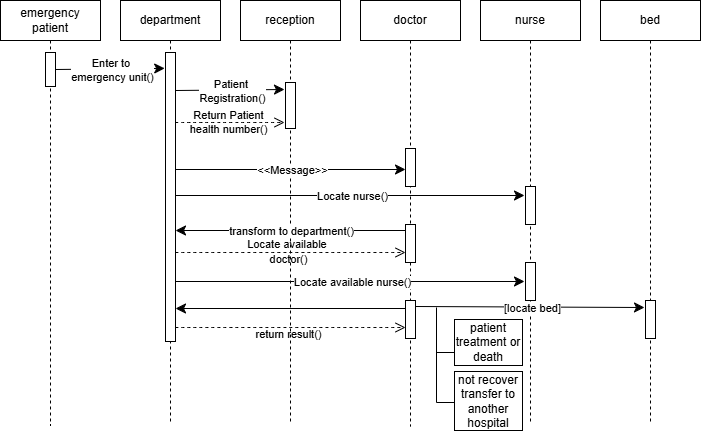 emergency
patient
department
reception
doctor
nurse
bed
Enter to
emergency unit()
Patient
Registration()
Return Patient
health number()
<<Message>>
Locate nurse()
transform to department()
Locate available
doctor()
Locate available nurse()
[locate bed]
return result()
patient
treatment or
death
not recover
transfer to
another
hospital